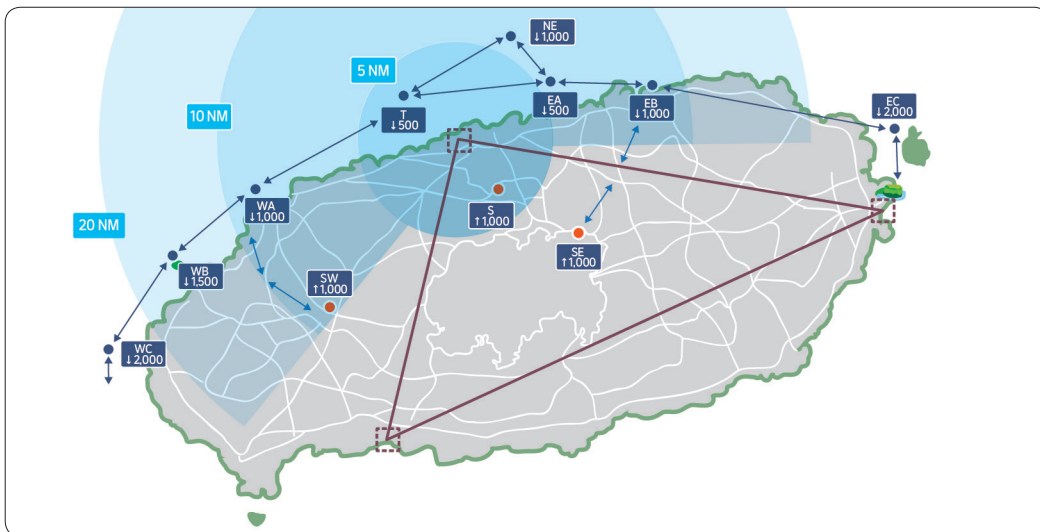 NE
↓1,000
5 NM
EA
↓500
EB
↓1,000
EC
↓2,000
10 NM
T
↓500
WA
↓1,000
S
↑1,000
20 NM
SE
↑1,000
WB
↓1,500
SW
↑1,000
WC
↓2,000